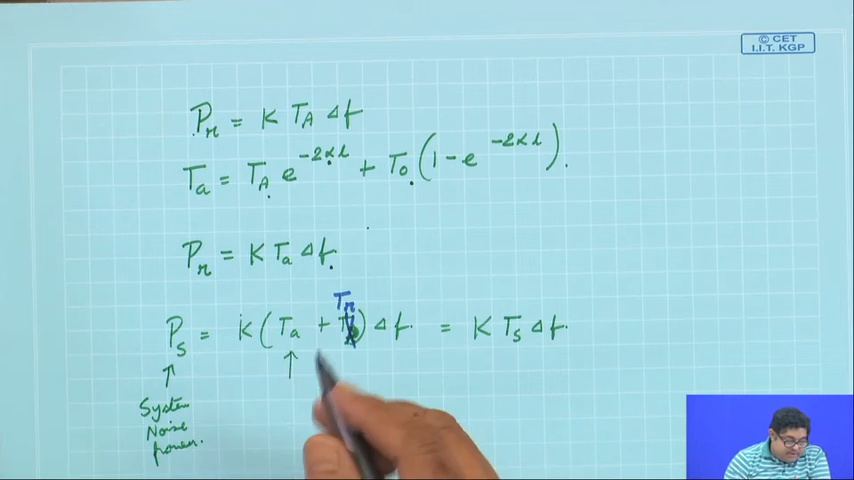 © CET
I.I.T. KGP
Pr = K TA Δf
Ta = TA e^-2αl + To (1 - e^-2αl).
Pr = K Ta Δf.
Tr
Ps = K (Ta + ) Δf. = K Ts Δf.
System
Noise
power.